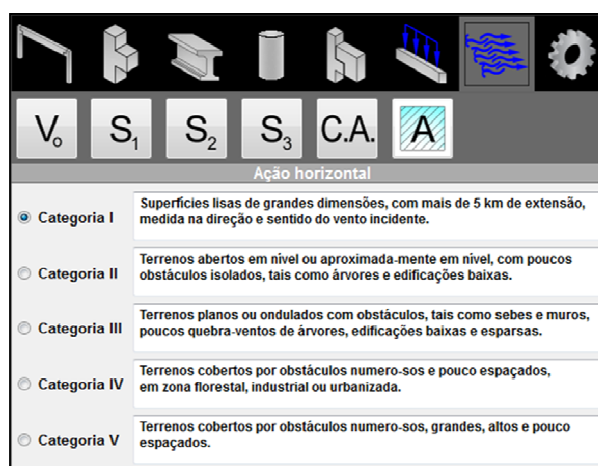 Vo S1 S2 S3 C.A. A
Ação horizontal
Categoria I
Superfícies lisas de grandes dimensões, com mais de 5 km de extensão,
medida na direção e sentido do vento incidente.
Categoria II
Terrenos abertos em nível ou aproximada-mente em nível, com poucos
obstáculos isolados, tais como árvores e edificações baixas.
Categoria III
Terrenos planos ou ondulados com obstáculos, tais como sebes e muros,
poucos quebra-ventos de árvores, edificações baixas e esparsas.
Categoria IV
Terrenos cobertos por obstáculos numero-sos e pouco espaçados,
em zona florestal, industrial ou urbanizada.
Categoria V
Terrenos cobertos por obstáculos numero-sos, grandes, altos e pouco
espaçados.